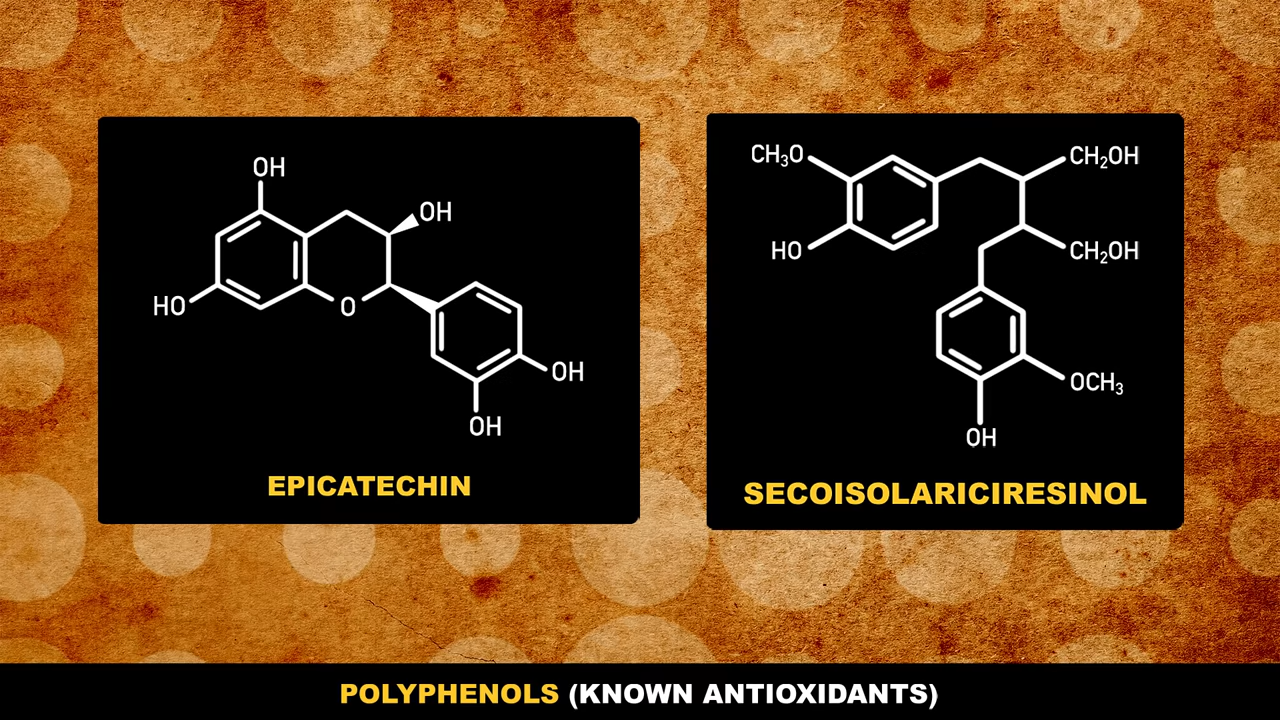 OH
OH
HO
O
OH
OH
EPICATECHIN
CH₃O
CH₂OH
HO
CH₂OH
OCH₃
OH
SECOISOLARICIRESINOL
POLYPHENOLS (KNOWN ANTIOXIDANTS)